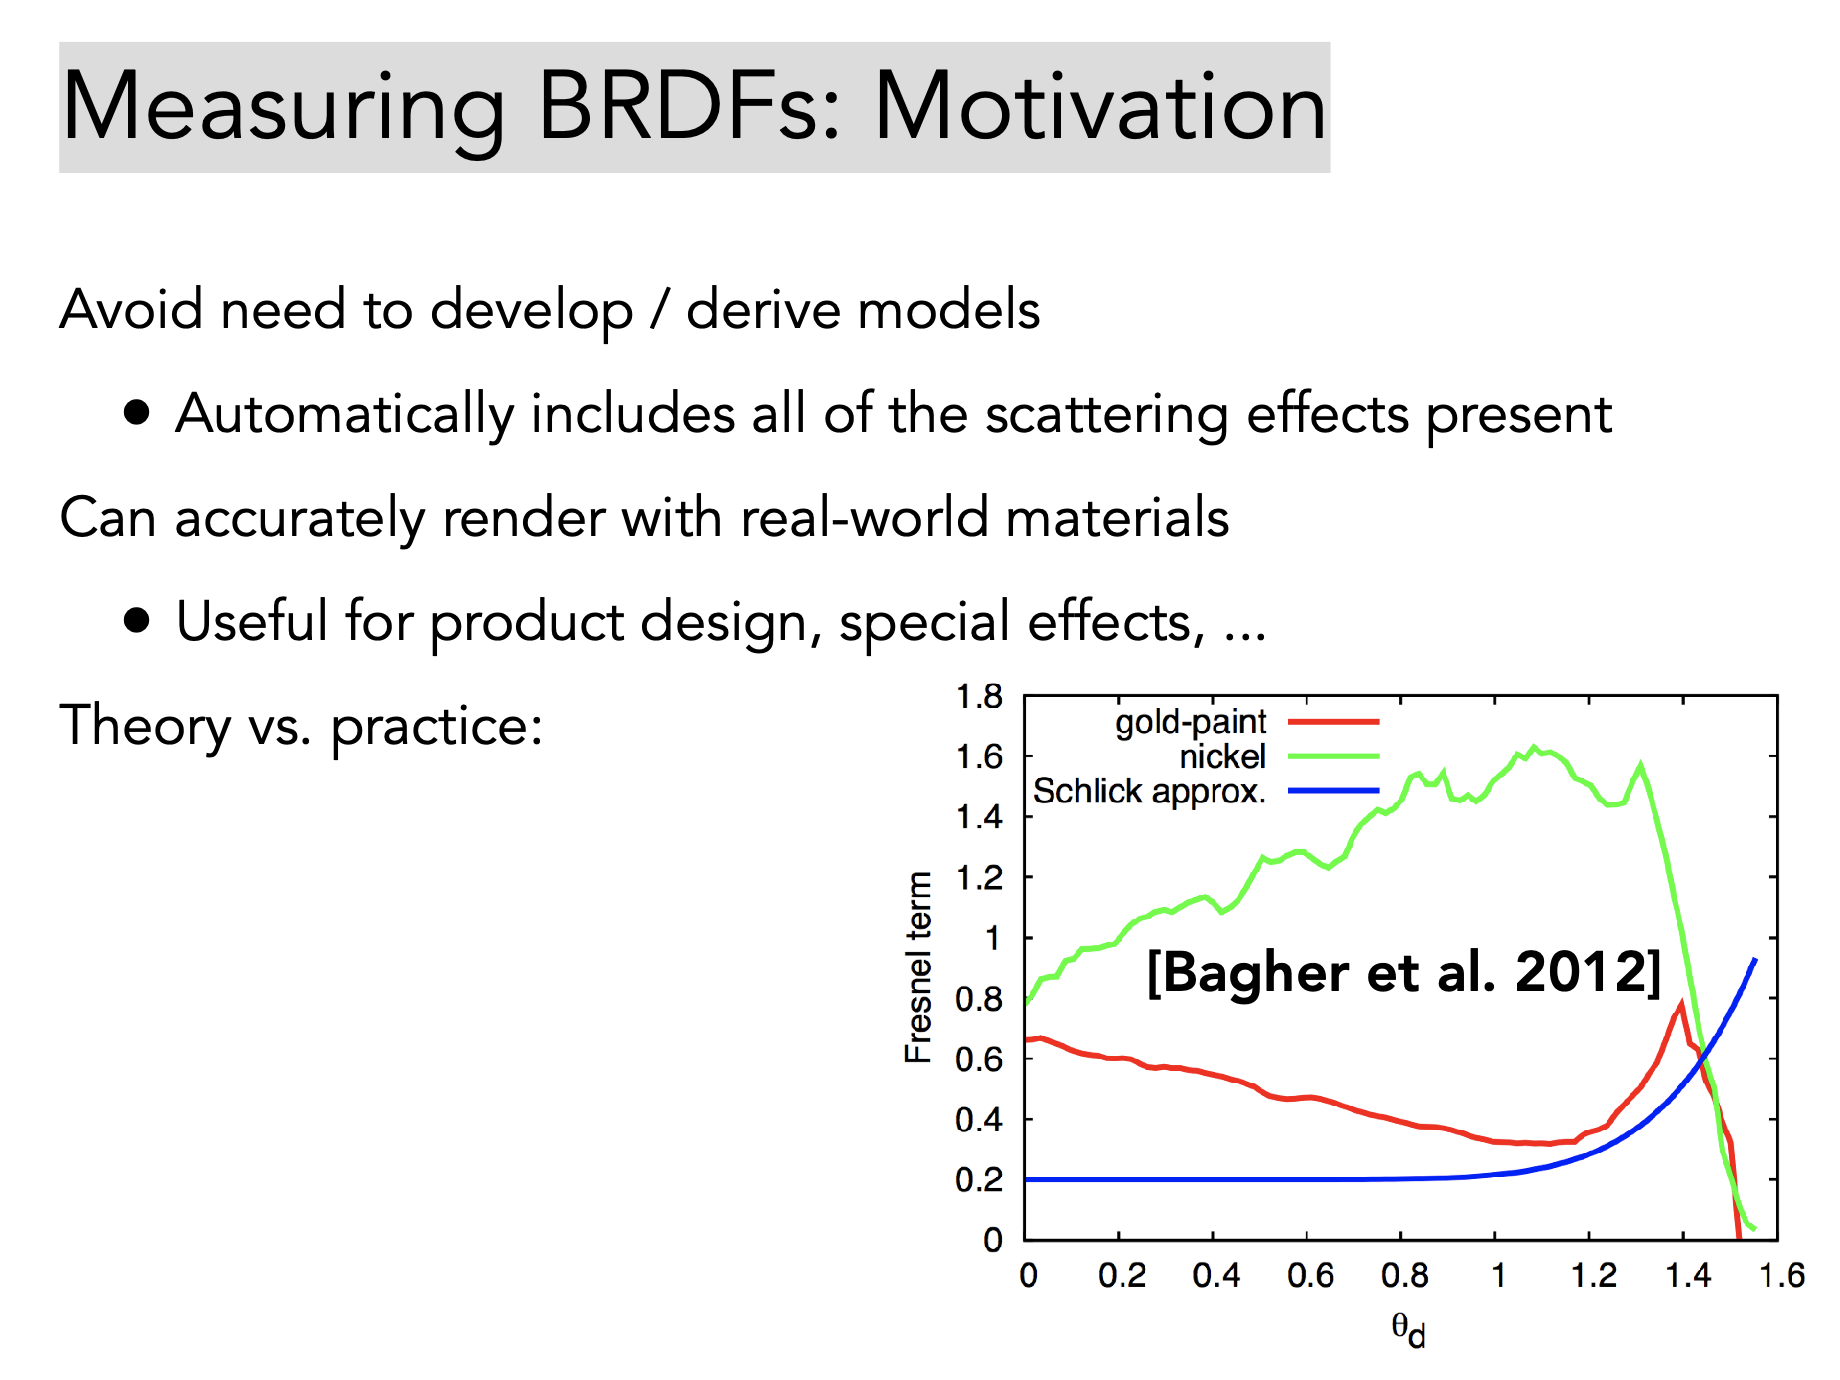 Measuring BRDFs: Motivation
Avoid need to develop / derive models
• Automatically includes all of the scattering effects present
Can accurately render with real-world materials
• Useful for product design, special effects, ...
Theory vs. practice:
gold-paint
nickel
Schlick approx.
[Bagher et al. 2012]
Fresnel term
1.8
1.6
1.4
1.2
1
0.8
0.6
0.4
0.2
0
0 0.2 0.4 0.6 0.8 1 1.2 1.4 1.6
θd